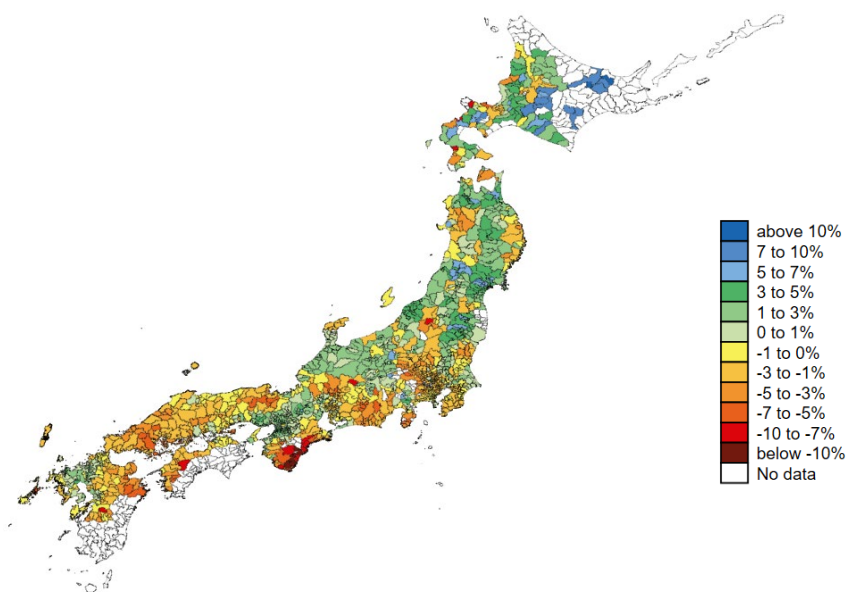 above 10%
7 to 10%
5 to 7%
3 to 5%
1 to 3%
0 to 1%
-1 to 0%
-3 to -1%
-5 to -3%
-7 to -5%
-10 to -7%
below -10%
No data